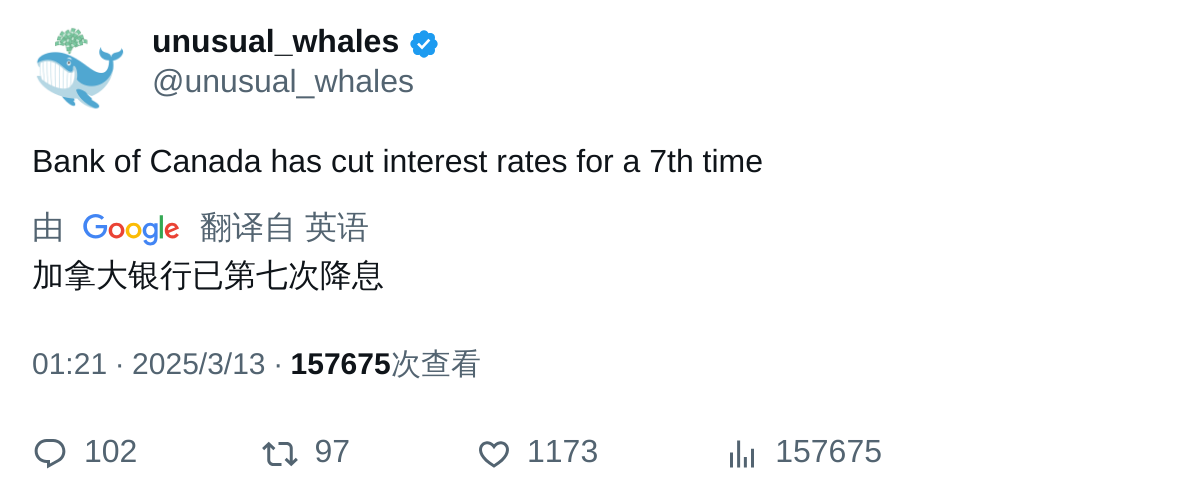 unusual_whales
@unusual_whales
Bank of Canada has cut interest rates for a 7th time
由 Google 翻译自 英语
加拿大银行已第七次降息
01:21 · 2025/3/13 · 157675次查看
102 97 1173 157675